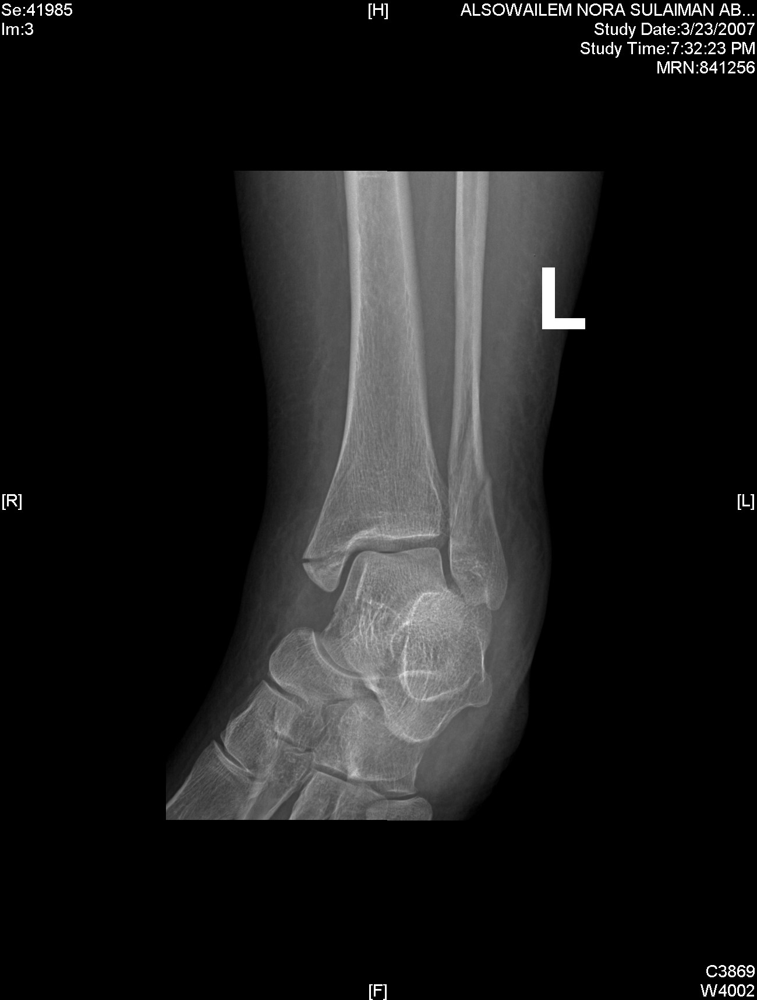 Se:41985
Im:3
[H]
ALSOWAILEM NORA SULAIMAN AB...
Study Date:3/23/2007
Study Time:7:32:23 PM
MRN:841256
L
[R]
[L]
[F]
C3869
W4002